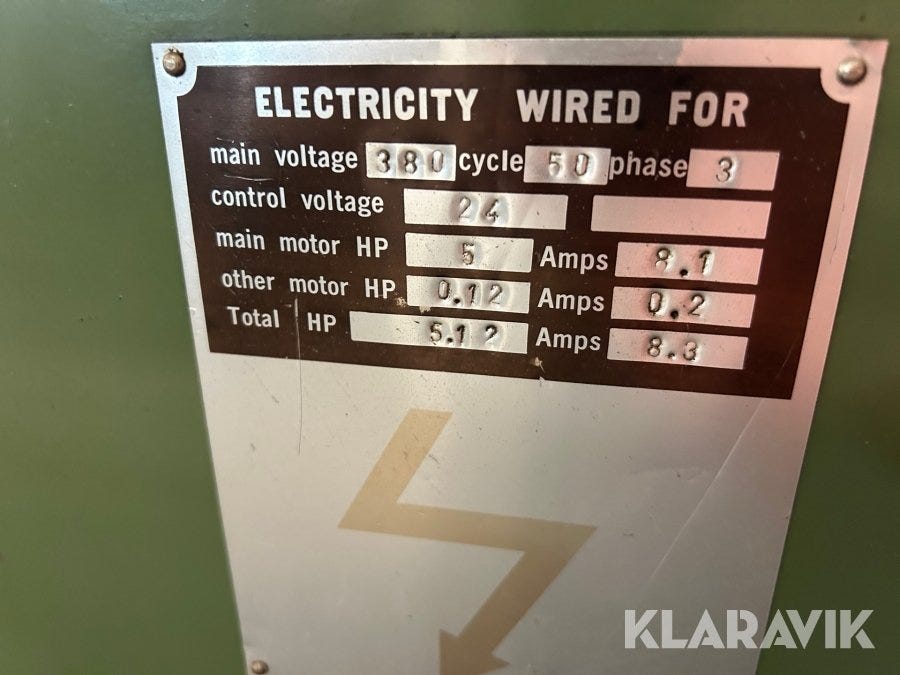 ELECTRICITY WIRED FOR
main voltage 380 cycle 50 phase 3
control voltage 24
main motor HP 5 Amps 8.1
other motor HP 0.12 Amps 0.2
Total HP 5.12 Amps 8.3
KLARAVIK